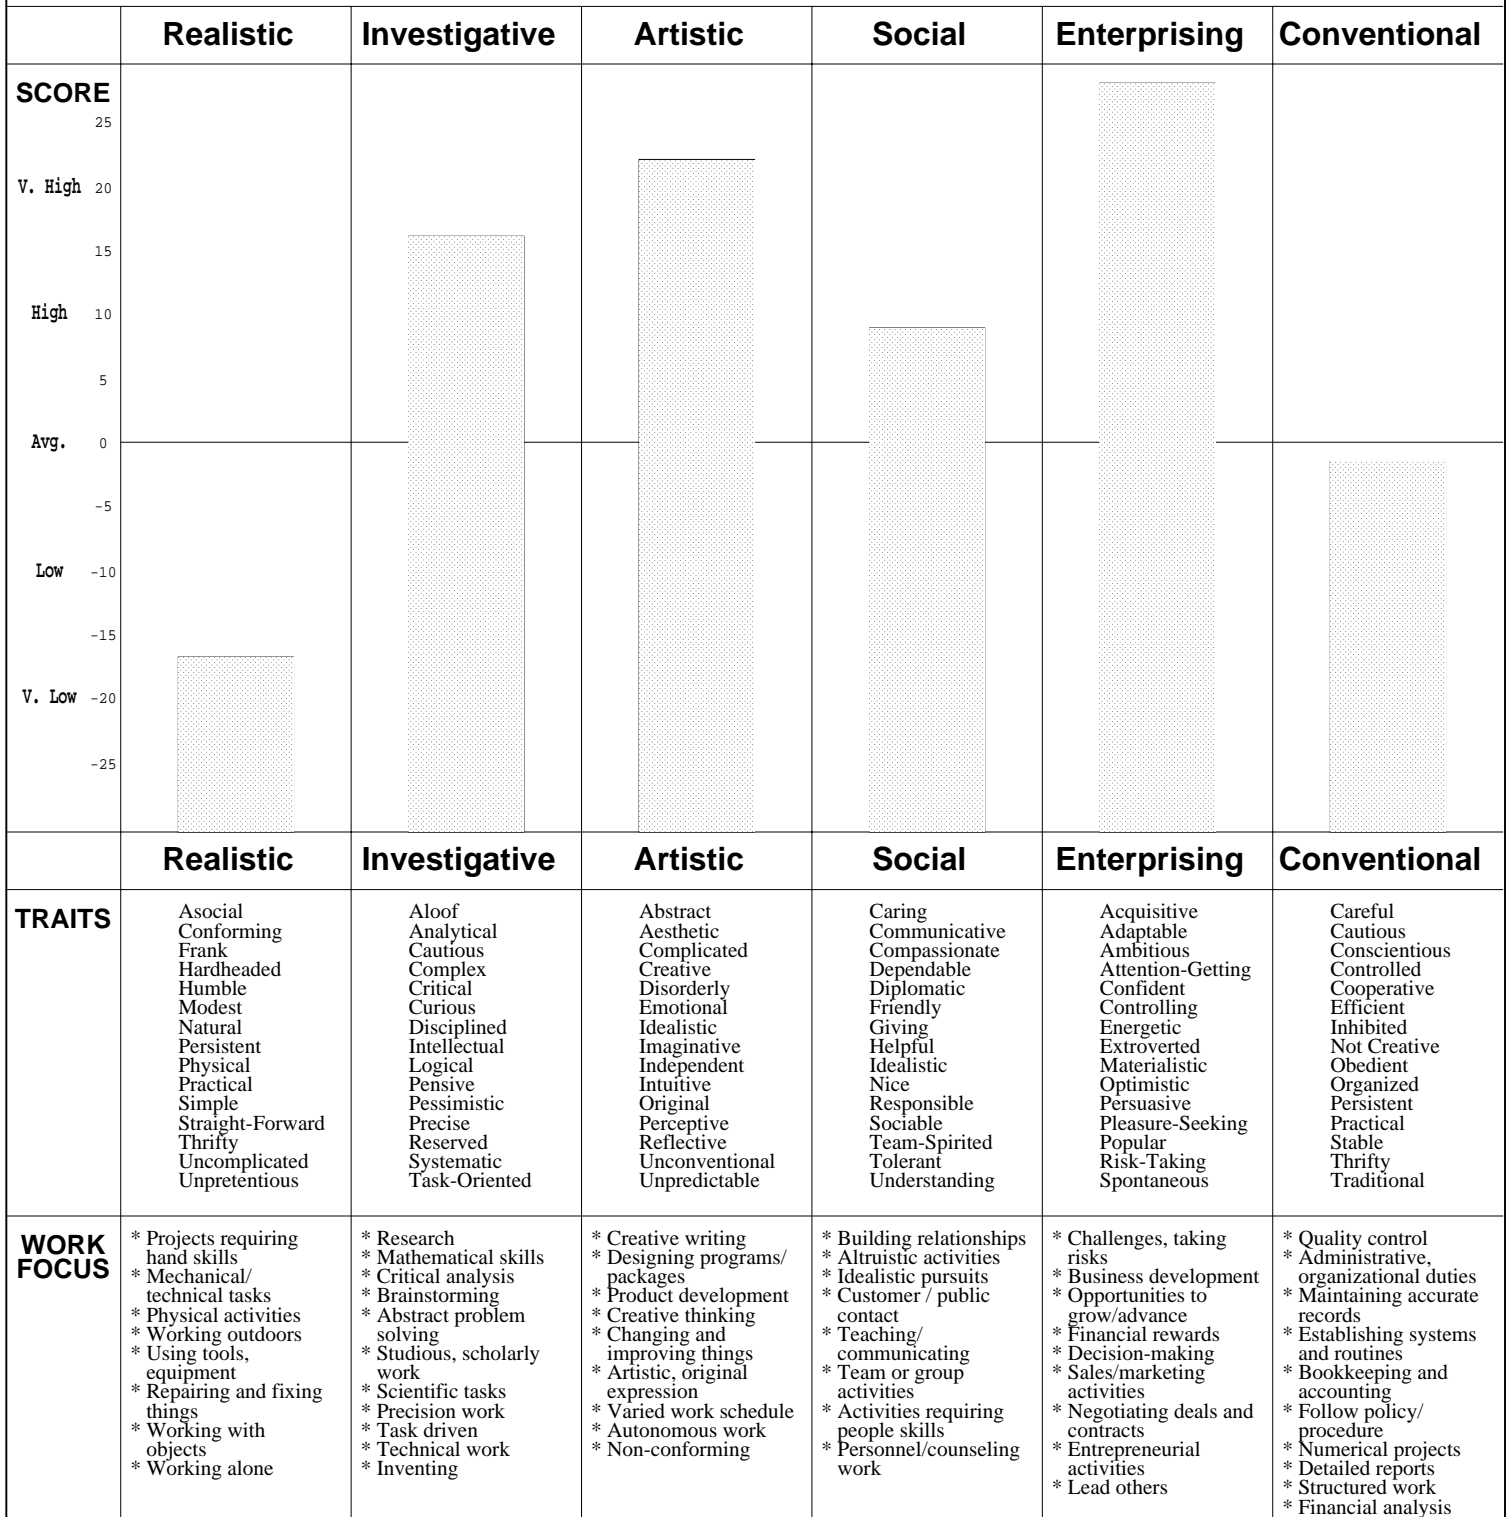 Realistic Investigative Artistic Social Enterprising Conventional
SCORE
25
V. High 20
15
High 10
5
Avg. 0
-5
Low -10
-15
V. Low -20
-25
Realistic Investigative Artistic Social Enterprising Conventional
TRAITS
Asocial
Conforming
Frank
Hardheaded
Humble
Modest
Natural
Persistent
Physical
Practical
Simple
Straight-Forward
Thrifty
Uncomplicated
Unpretentious
Aloof
Analytical
Cautious
Complex
Critical
Curious
Disciplined
Intellectual
Logical
Pensive
Pessimistic
Precise
Reserved
Systematic
Task-Oriented
Abstract
Aesthetic
Complicated
Creative
Disorderly
Emotional
Idealistic
Imaginative
Independent
Intuitive
Original
Perceptive
Reflective
Unconventional
Unpredictable
Caring
Communicative
Compassionate
Dependable
Diplomatic
Friendly
Giving
Helpful
Idealistic
Nice
Responsible
Sociable
Team-Spirited
Tolerant
Understanding
Acquisitive
Adaptable
Ambitious
Attention-Getting
Confident
Controlling
Energetic
Extroverted
Materialistic
Optimistic
Persuasive
Pleasure-Seeking
Popular
Risk-Taking
Spontaneous
Careful
Cautious
Conscientious
Controlled
Cooperative
Efficient
Inhibited
Not Creative
Obedient
Organized
Persistent
Practical
Stable
Thrifty
Traditional
WORK
FOCUS
* Projects requiring
hand skills
* Mechanical/
technical tasks
* Physical activities
* Working outdoors
* Using tools,
equipment
* Repairing and fixing
things
* Working with
objects
* Working alone
* Research
* Mathematical skills
* Critical analysis
* Brainstorming
* Abstract problem
solving
* Studious, scholarly
work
* Scientific tasks
* Precision work
* Task driven
* Technical work
* Inventing
* Creative writing
* Designing programs/
packages
* Product development
* Creative thinking
* Changing and
improving things
* Artistic, original
expression
* Varied work schedule
* Autonomous work
* Non-conforming
* Building relationships
* Altruistic activities
* Idealistic pursuits
* Customer / public
contact
* Teaching/
communicating
* Team or group
activities
* Activities requiring
people skills
* Personnel/counseling
work
* Challenges, taking
risks
* Business development
* Opportunities to
grow/advance
* Financial rewards
* Decision-making
* Sales/marketing
activities
* Negotiating deals and
contracts
* Entrepreneurial
activities
* Lead others
* Quality control
* Administrative,
organizational duties
* Maintaining accurate
records
* Establishing systems
and routines
* Bookkeeping and
accounting
* Follow policy/
procedure
* Numerical projects
* Detailed reports
* Structured work
* Financial analysis